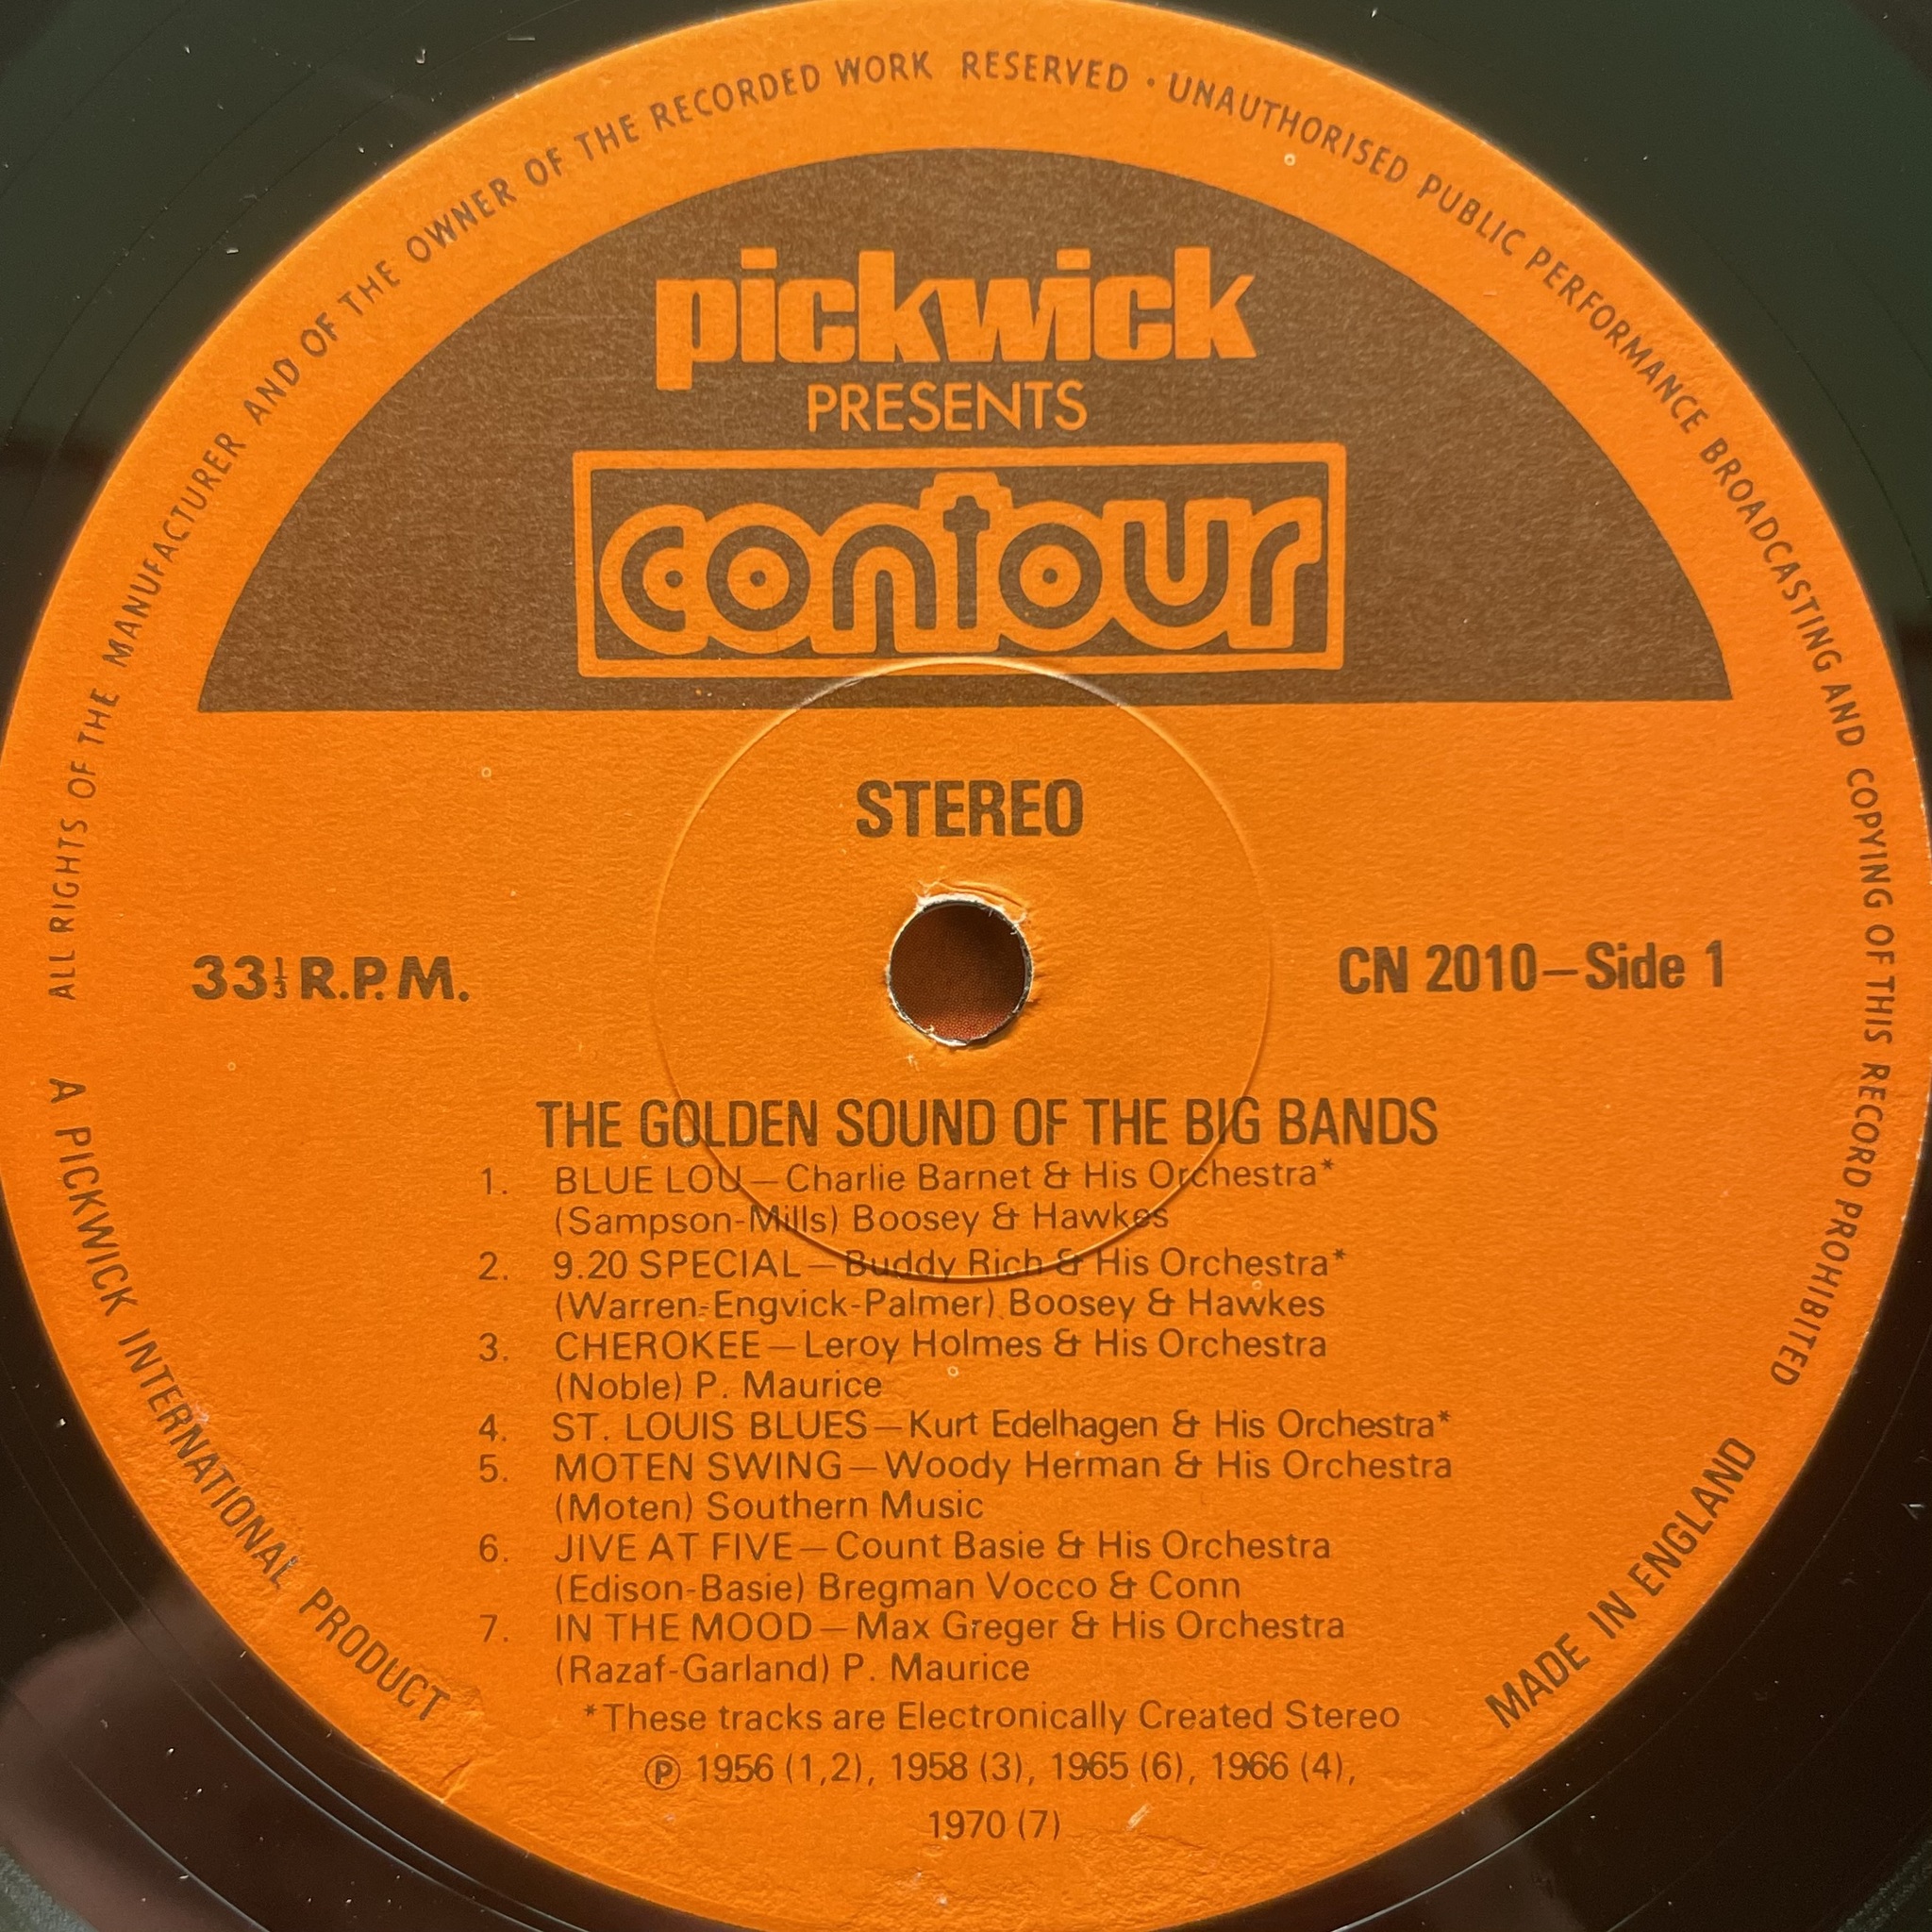 ALL RIGHTS OF THE MANUFACTURER AND OF THE OWNER OF THE RECORDED WORK RESERVED · UNAUTHORISED PUBLIC PERFORMANCE BROADCASTING AND COPYING OF THIS RECORD PROHIBITED
pickwick
PRESENTS
contour
STEREO
33⅓ R.P.M.
CN 2010–Side 1
THE GOLDEN SOUND OF THE BIG BANDS
1. BLUE LOU–Charlie Barnet & His Orchestra*
(Sampson-Mills) Boosey & Hawkes
2. 9.20 SPECIAL–Buddy Rich & His Orchestra*
(Warren-Engvick-Palmer) Boosey & Hawkes
3. CHEROKEE–Leroy Holmes & His Orchestra
(Noble) P. Maurice
4. ST. LOUIS BLUES–Kurt Edelhagen & His Orchestra*
5. MOTEN SWING–Woody Herman & His Orchestra
(Moten) Southern Music
6. JIVE AT FIVE–Count Basie & His Orchestra
(Edison-Basie) Bregman Vocco & Conn
7. IN THE MOOD–Max Greger & His Orchestra
(Razaf-Garland) P. Maurice
*These tracks are Electronically Created Stereo
Ⓟ 1956 (1,2), 1958 (3), 1965 (6), 1966 (4),
1970 (7)
A PICKWICK INTERNATIONAL PRODUCT
MADE IN ENGLAND